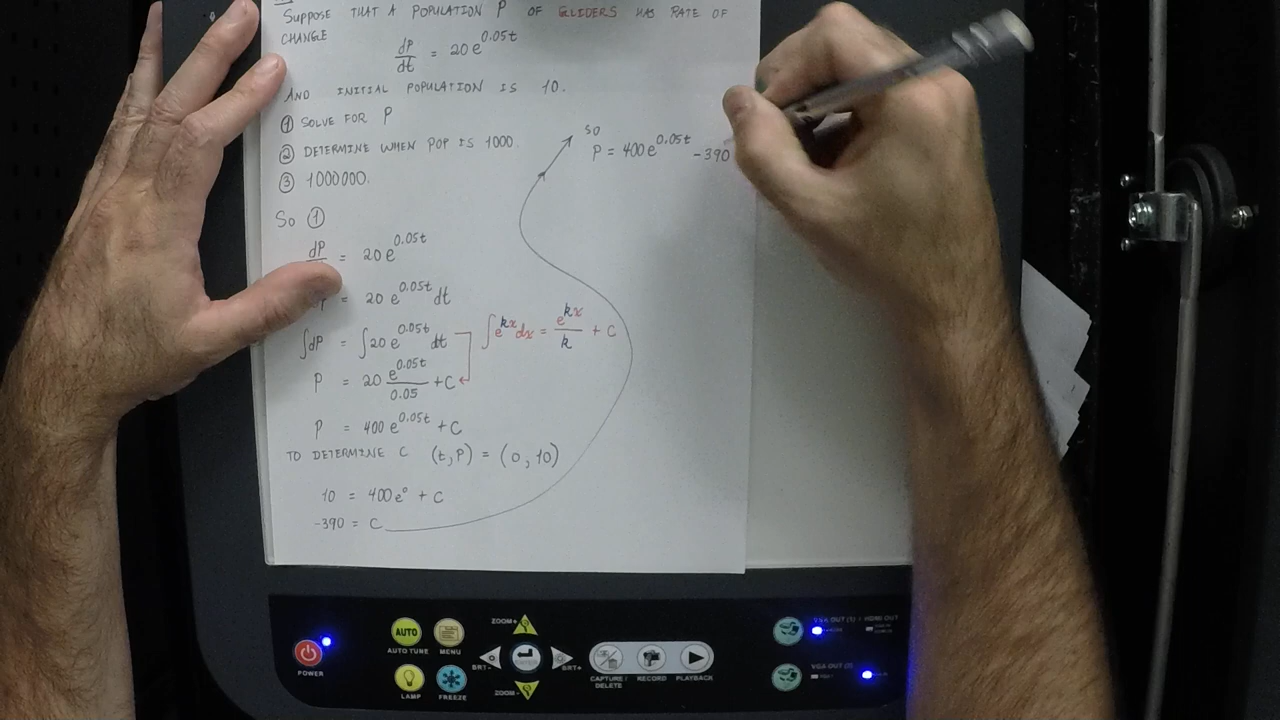 SUPPOSE THAT A POPULATION P OF GLIDERS HAS RATE OF
CHANGE
dP/dt = 20e^0.05t
AND INITIAL POPULATION IS 10.
① SOLVE FOR P
② DETERMINE WHEN POP IS 1000.
③ 1000000.
So ①
dP = 20e^0.05t
P = 20e^0.05t dt
∫dP = ∫20e^0.05t dt
∫e^kx dx = e^kx/k + C
P = 20 e^0.05t/0.05 + C
P = 400e^0.05t + C
TO DETERMINE C (t,P) = (0,10)
10 = 400e^0 + C
-390 = C
so
P = 400e^0.05t - 390
POWER
AUTO
AUTO TUNE
MENU
LAMP
FREEZE
ZOOM+
BRT-
BRT+
ZOOM-
CAPTURE/
DELETE
RECORD
PLAYBACK